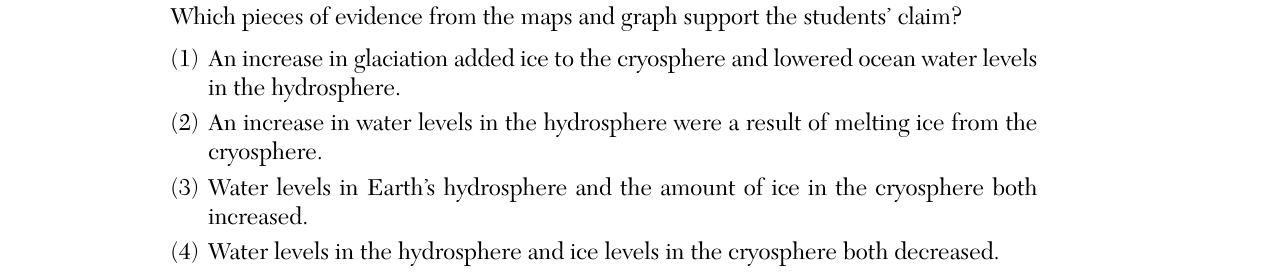 Which pieces of evidence from the maps and graph support the students’ claim?
(1) An increase in glaciation added ice to the cryosphere and lowered ocean water levels
in the hydrosphere.
(2) An increase in water levels in the hydrosphere were a result of melting ice from the
cryosphere.
(3) Water levels in Earth’s hydrosphere and the amount of ice in the cryosphere both
increased.
(4) Water levels in the hydrosphere and ice levels in the cryosphere both decreased.